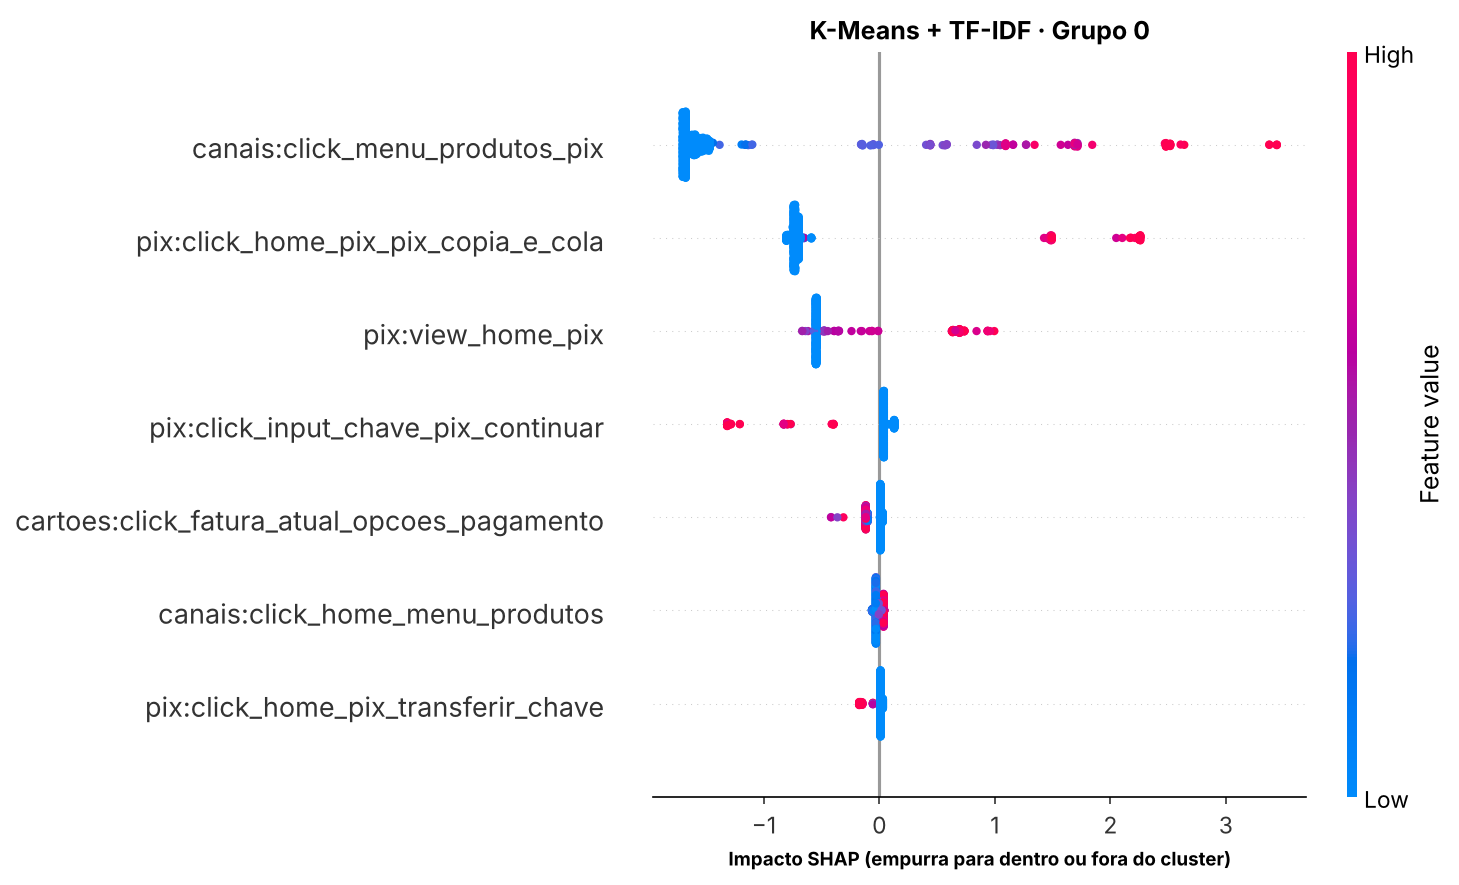 K-Means + TF-IDF · Grupo 0
High
canais:click_menu_produtos_pix
pix:click_home_pix_pix_copia_e_cola
pix:view_home_pix
pix:click_input_chave_pix_continuar
cartoes:click_fatura_atual_opcoes_pagamento
canais:click_home_menu_produtos
pix:click_home_pix_transferir_chave
Feature value
Low
−1 0 1 2 3
Impacto SHAP (empurra para dentro ou fora do cluster)